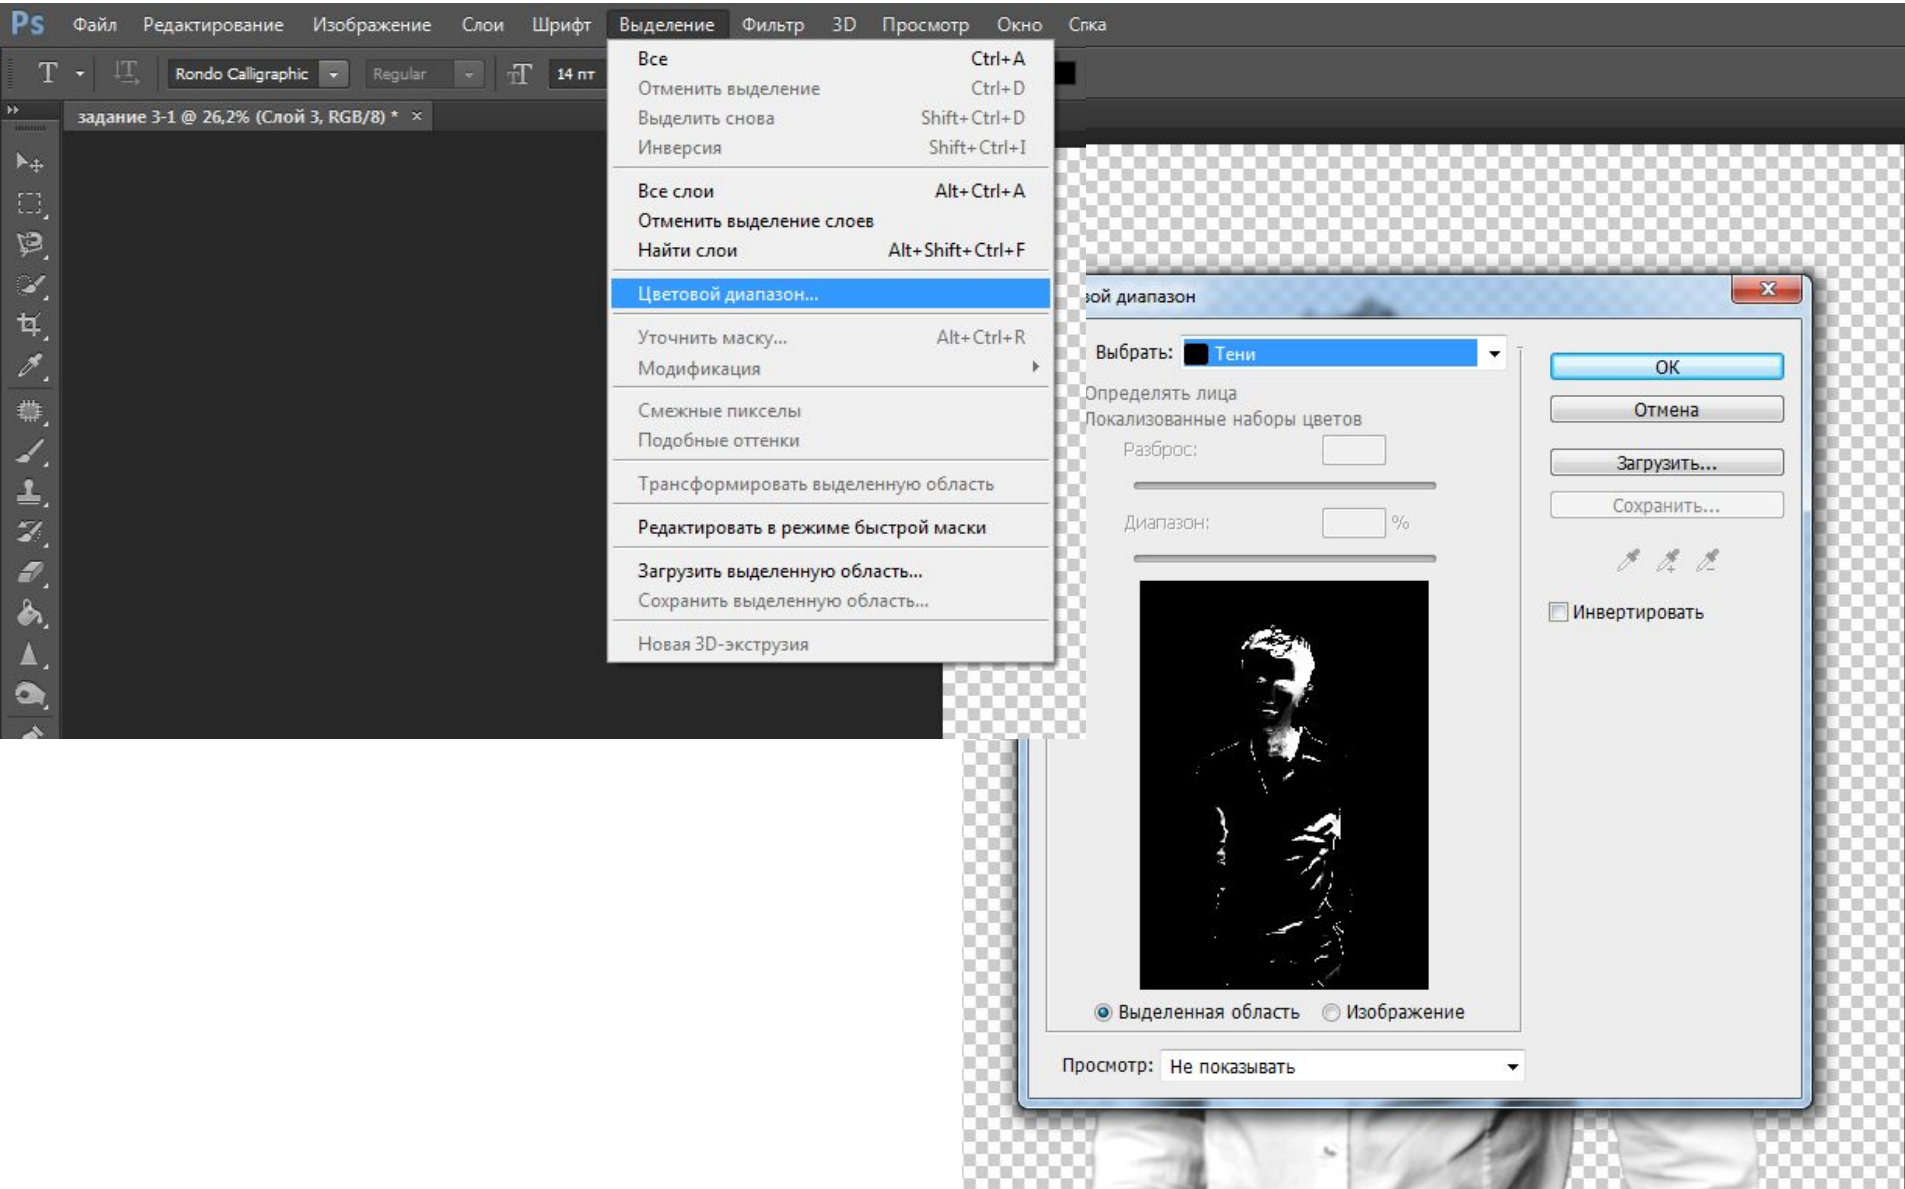 Ps Файл Редактирование Изображение Слои Шрифт Выделение Фильтр 3D Просмотр Окно
T Rondo Calligraphic Regular 14 пт
задание 3-1 @ 26,2% (Слой 3, RGB/8) * ×
Все Ctrl+A
Отменить выделение Ctrl+D
Выделить снова Shift+Ctrl+D
Инверсия Shift+Ctrl+I
Все слои Alt+Ctrl+A
Отменить выделение слоев
Найти слои Alt+Shift+Ctrl+F
Цветовой диапазон...
Уточнить маску... Alt+Ctrl+R
Модификация
Смежные пикселы
Подобные оттенки
Трансформировать выделенную область
Редактировать в режиме быстрой маски
Загрузить выделенную область...
Сохранить выделенную область...
Новая 3D-экструзия
вой диапазон
Выбрать: Тени
Определять лица
Локализованные наборы цветов
Разброс:
Диапазон: %
Выделенная область Изображение
Просмотр: Не показывать
OK
Отмена
Загрузить...
Сохранить...
Инвертировать